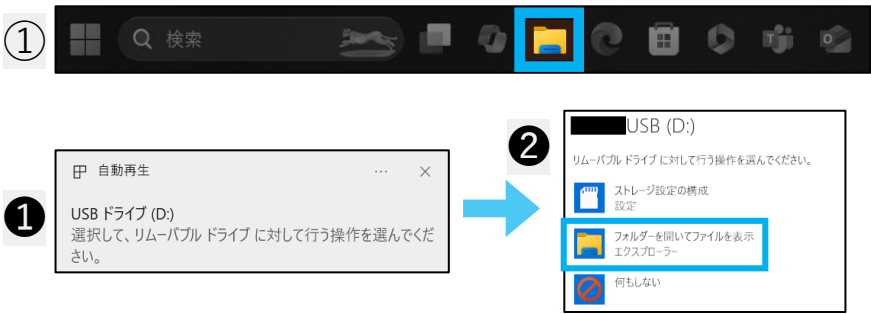 ①
検索
❶
自動再生
USB ドライブ (D:)
選択して、リムーバブル ドライブ に対して行う操作を選んでくだ
さい。
❷
USB (D:)
リムーバブル ドライブ に対して行う操作を選んでください。
ストレージ設定の構成
設定
フォルダーを開いてファイルを表示
エクスプローラー
何もしない